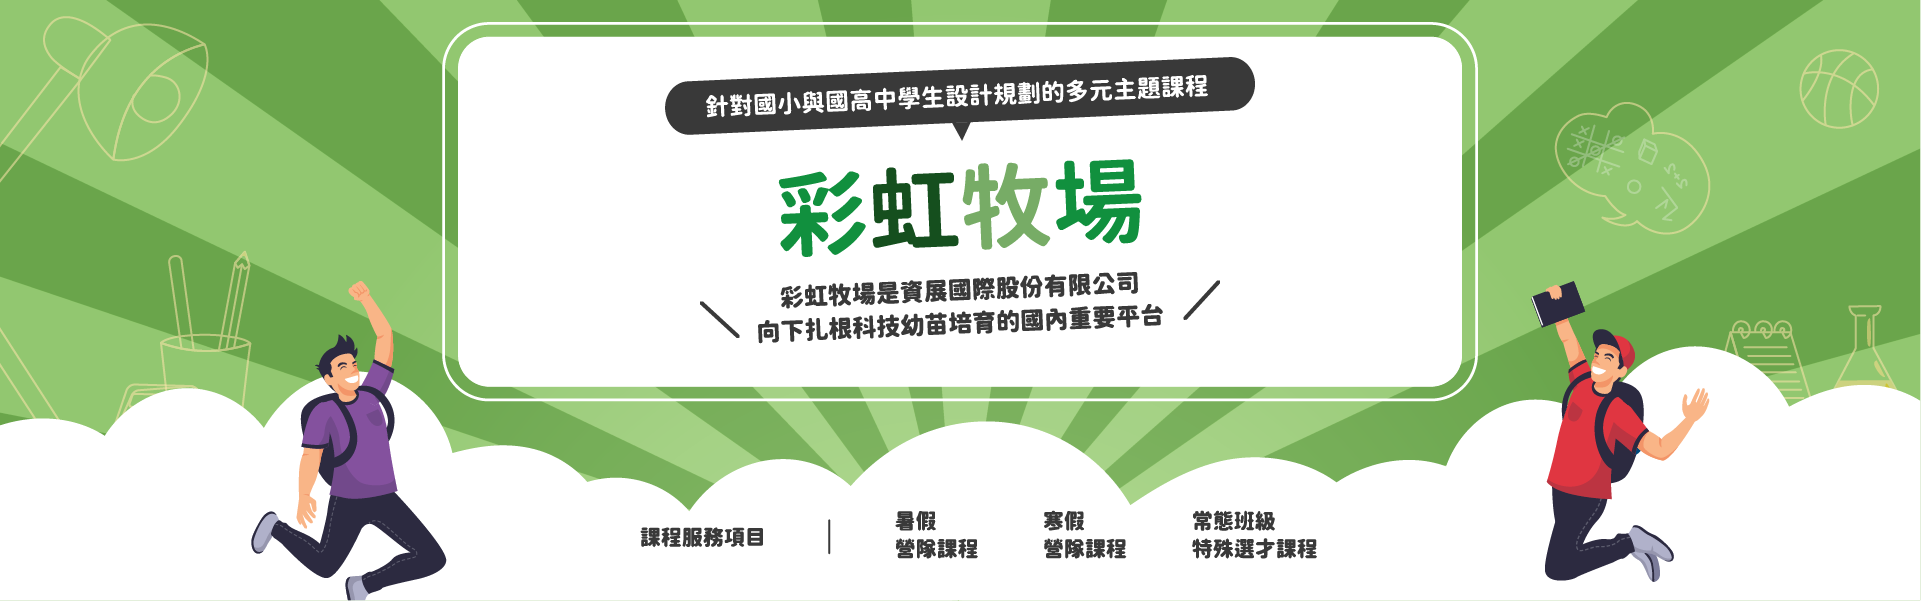 針對國小與國高中學生設計規劃的多元主題課程
彩虹牧場
彩虹牧場是資展國際股份有限公司
向下扎根科技幼苗培育的國內重要平台
課程服務項目
暑假
營隊課程
寒假
營隊課程
常態班級
特殊選才課程